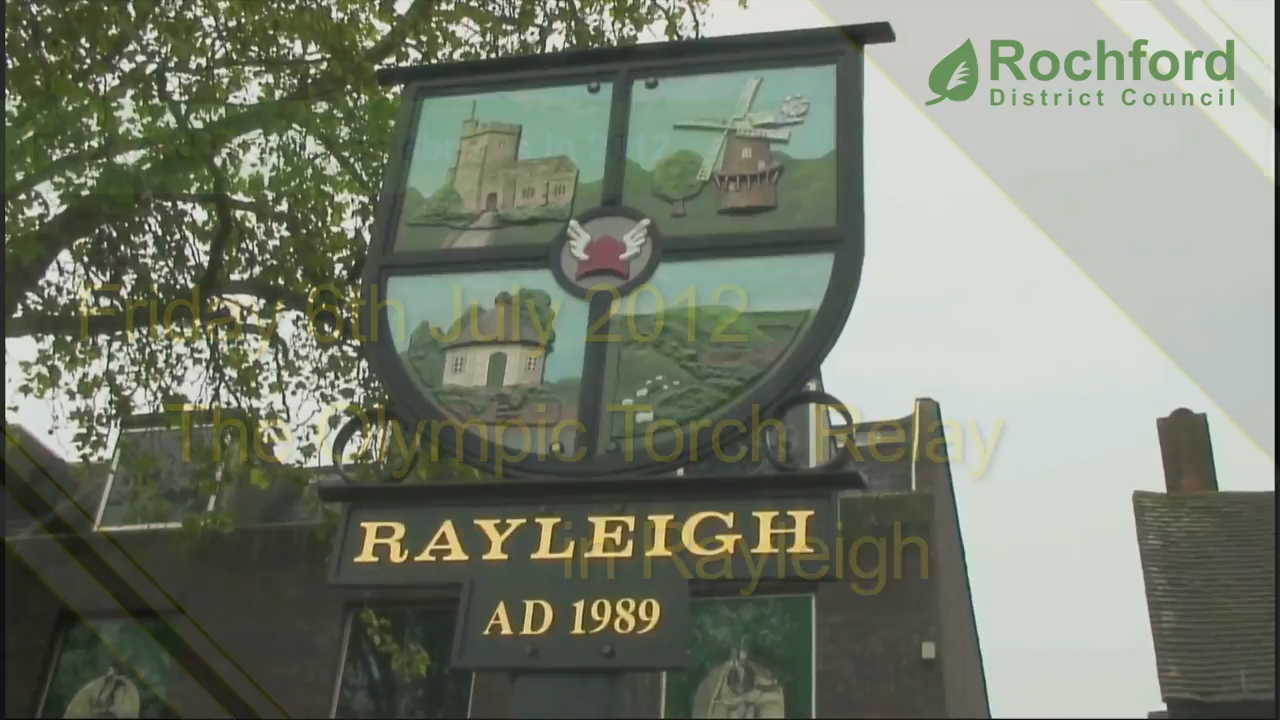 Rochford
District Council
Friday 6th July 2012
The Olympic Torch Relay
in Rayleigh
RAYLEIGH
AD 1989